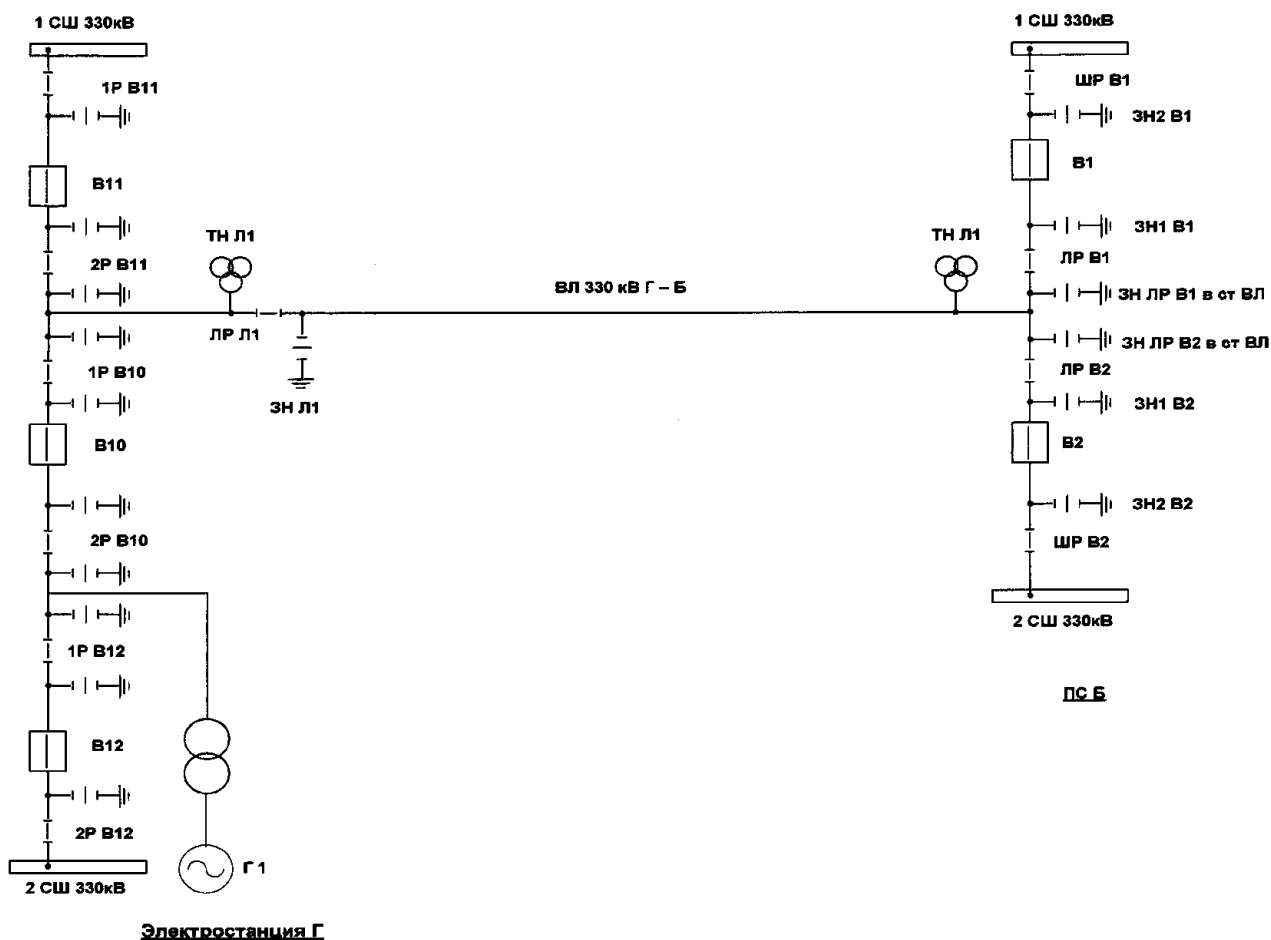 1 СШ 330кВ
1Р В11
В11
2Р В11
ТН Л1
ЛР Л1
ЗН Л1
1Р В10
В10
2Р В10
1Р В12
В12
2Р В12
2 СШ 330кВ
Г 1
Электростанция Г
ВЛ 330 кВ Г – Б
1 СШ 330кВ
ШР В1
ЗН2 В1
В1
ЗН1 В1
ЛР В1
ТН Л1
ЗН ЛР В1 в ст ВЛ
ЗН ЛР В2 в ст ВЛ
ЛР В2
ЗН1 В2
В2
ЗН2 В2
ШР В2
2 СШ 330кВ
ПС Б